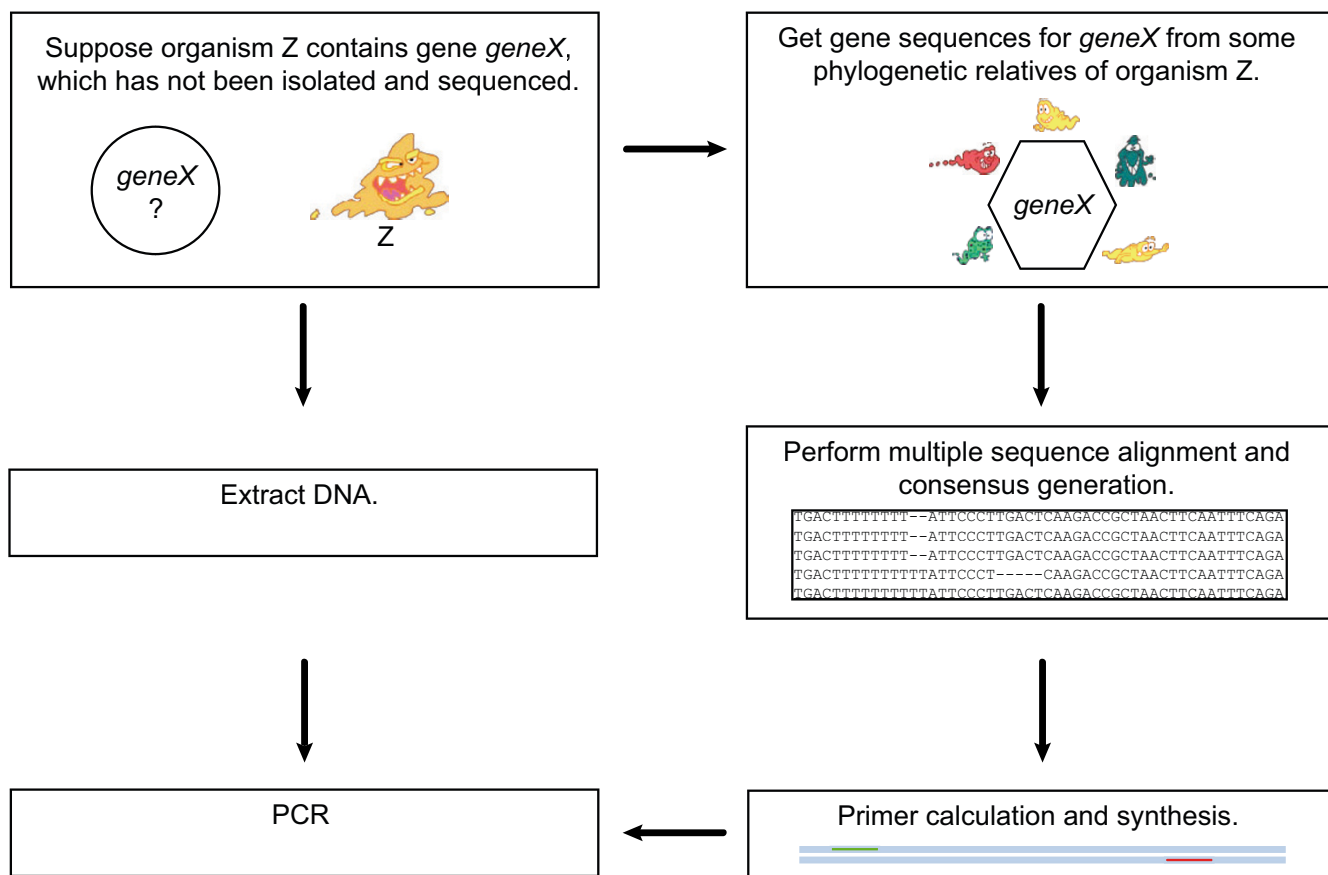 Suppose organism Z contains gene geneX,
which has not been isolated and sequenced.
geneX
?
Z
Get gene sequences for geneX from some
phylogenetic relatives of organism Z.
geneX
Extract DNA.
Perform multiple sequence alignment and
consensus generation.
TGACTTTTTTTT--ATTCCCTTGACTCAAGACCGCTAACTTCAATTTCAGA
TGACTTTTTTTT--ATTCCCTTGACTCAAGACCGCTAACTTCAATTTCAGA
TGACTTTTTTTT--ATTCCCTTGACTCAAGACCGCTAACTTCAATTTCAGA
TGACTTTTTTTTTTATTCCCT-----CAAGACCGCTAACTTCAATTTCAGA
TGACTTTTTTTTTTATTCCCTTGACTCAAGACCGCTAACTTCAATTTCAGA
PCR
Primer calculation and synthesis.